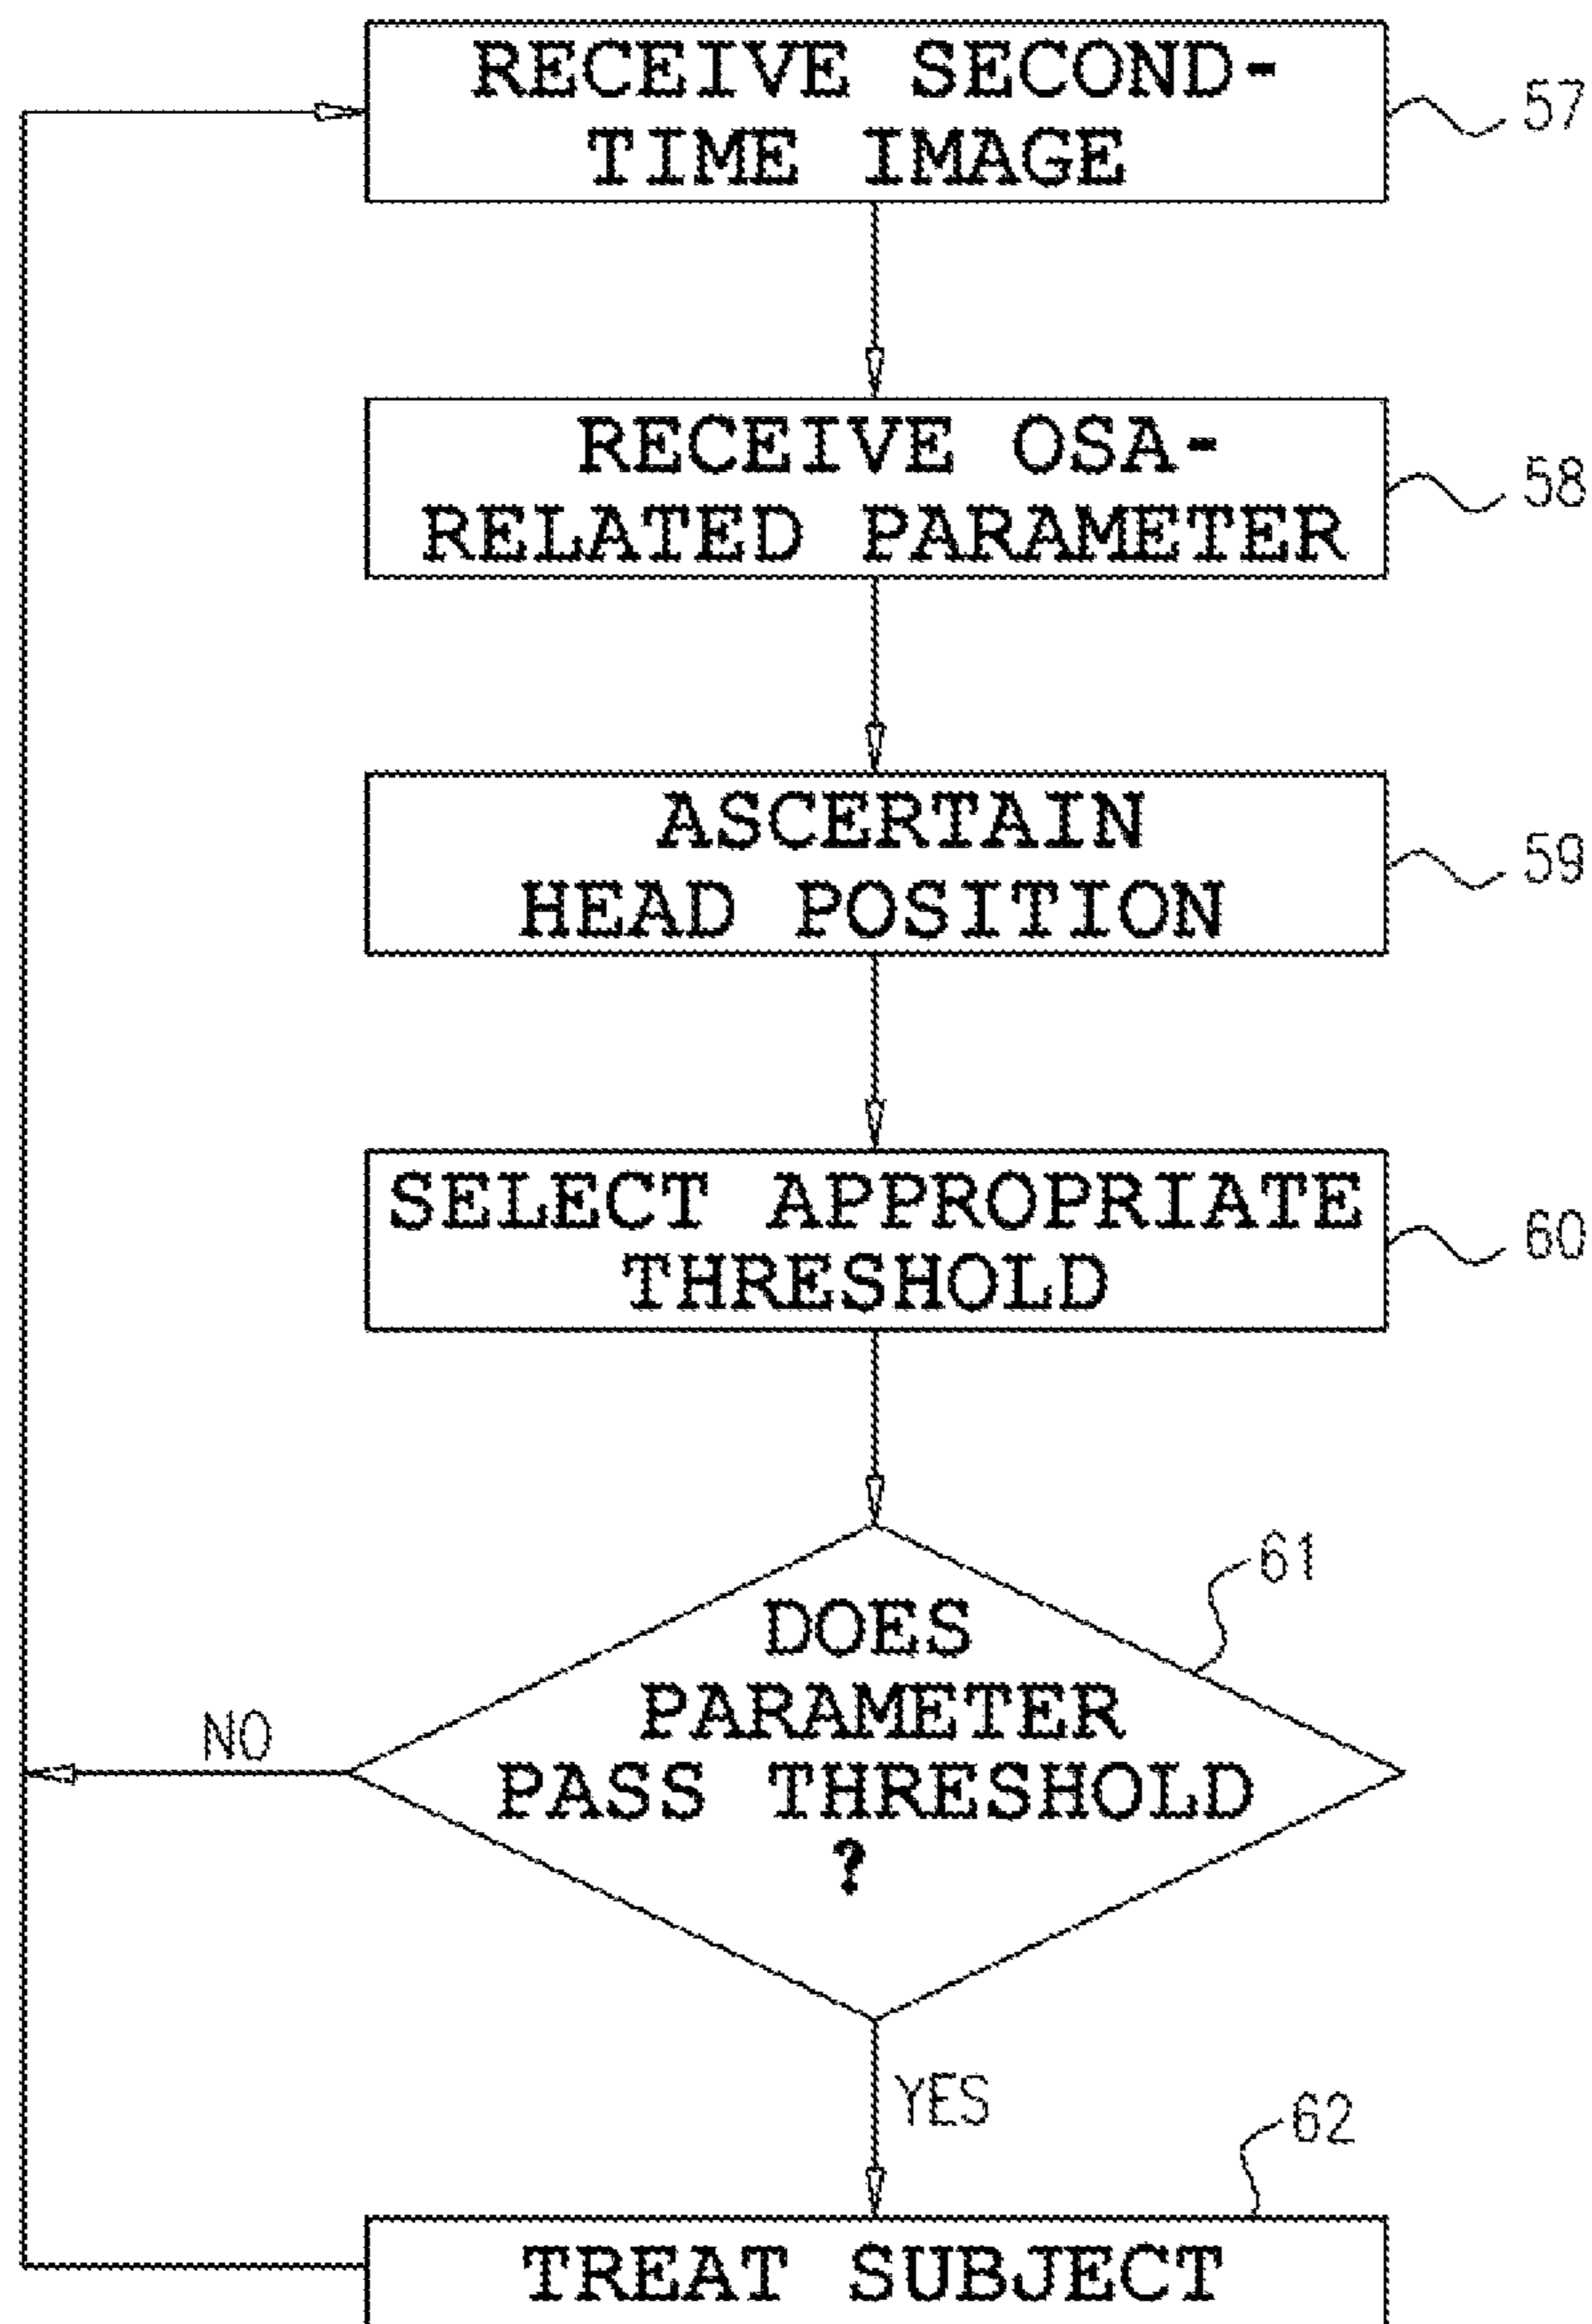 RECEIVE SECOND-
TIME IMAGE
57
RECEIVE OSA-
RELATED PARAMETER
58
ASCERTAIN
HEAD POSITION
59
SELECT APPROPRIATE
THRESHOLD
60
61
DOES
PARAMETER
PASS THRESHOLD
?
NO
YES
62
TREAT SUBJECT